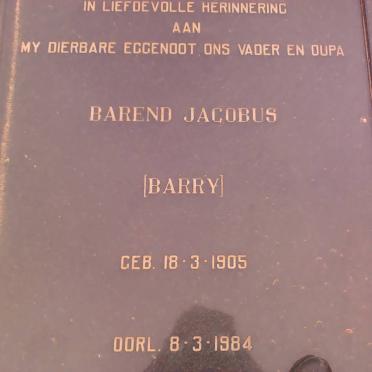 IN LIEFDEVOLLE HERINNERING
AAN
MY DIERBARE EGGENOOT ONS VADER EN OUPA
BAREND JACOBUS
[BARRY]
GEB. 18·3·1905
OORL. 8·3·1984